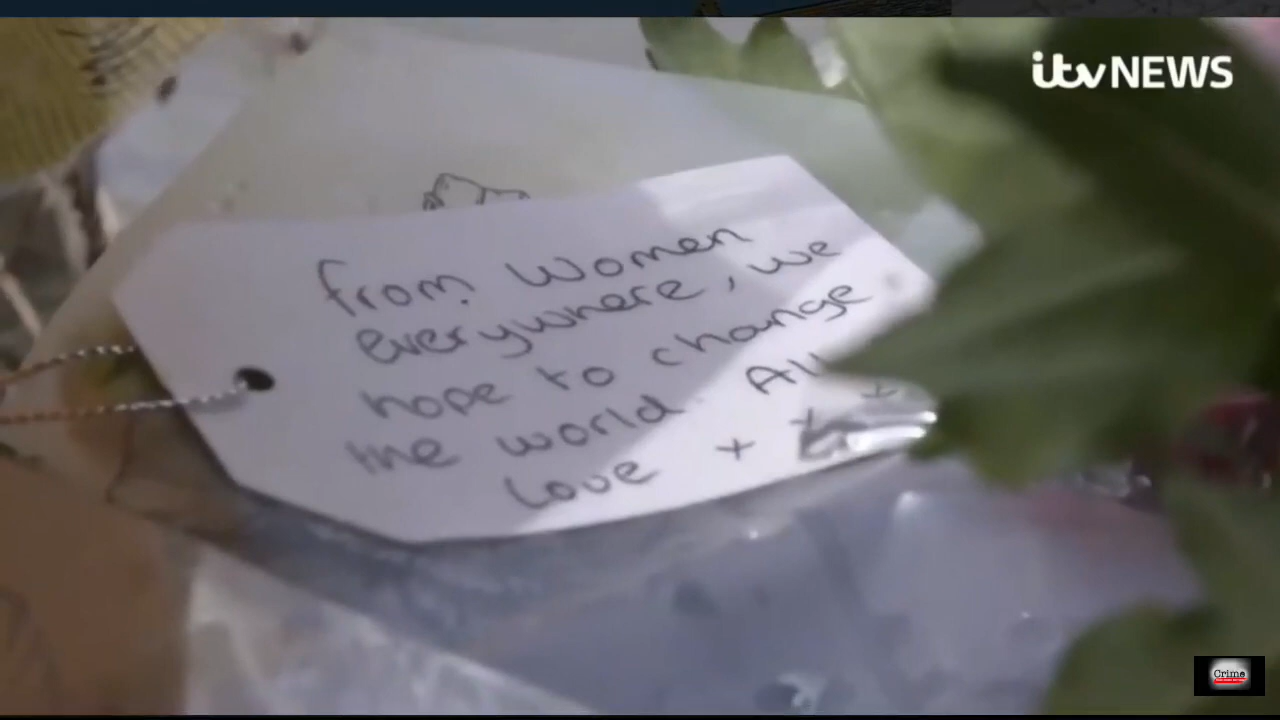 itv NEWS
from Women
everywhere, we
hope to change
the world. All
Love x x x
Crime